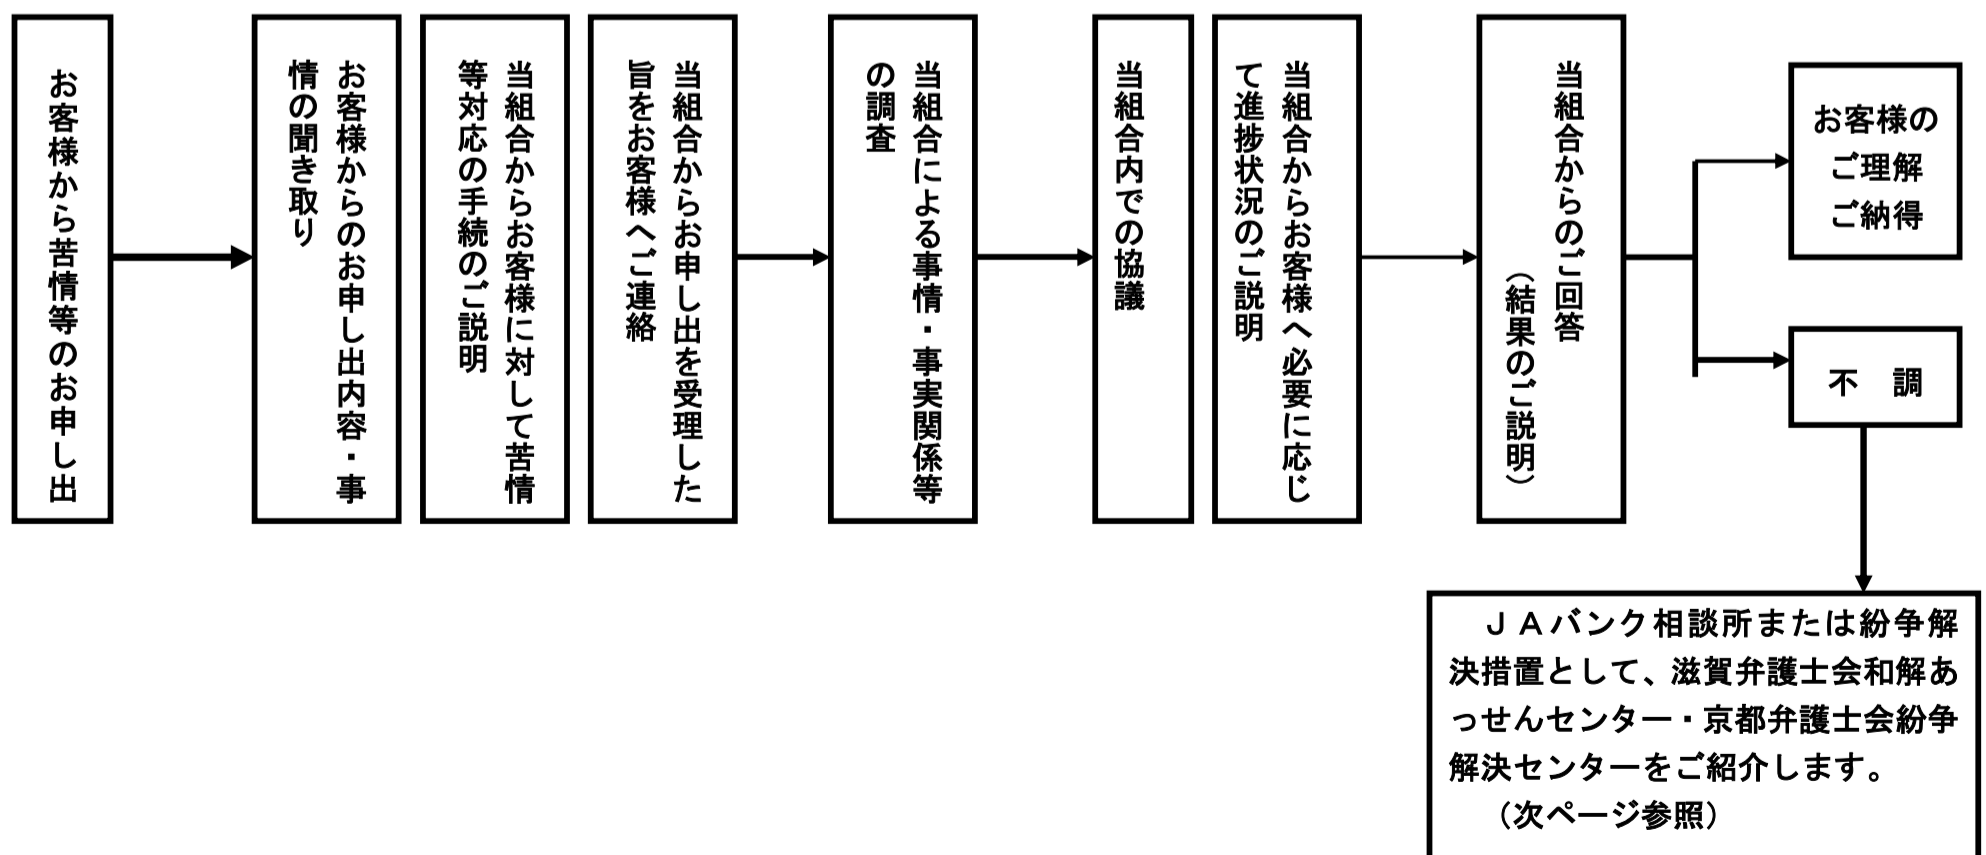 お客様から苦情等のお申し出
お客様からのお申し出内容・事
情の聞き取り
当組合からお客様に対して苦情
等対応の手続のご説明
当組合からお申し出を受理した
旨をお客様へご連絡
当組合による事情・事実関係等
の調査
当組合内での協議
当組合からお客様へ必要に応じ
て進捗状況のご説明
当組合からのご回答
（結果のご説明）
お客様の
ご理解
ご納得
不　調
ＪＡバンク相談所または紛争解
決措置として、滋賀弁護士会和解あ
っせんセンター・京都弁護士会紛争
解決センターをご紹介します。
（次ページ参照）